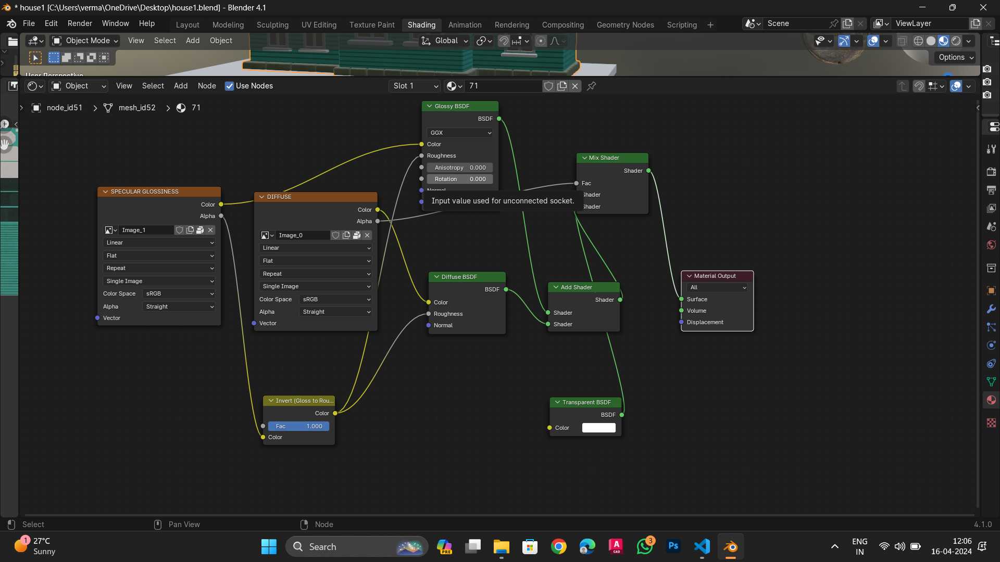 * house1 [C:\Users\verma\OneDrive\Desktop\house1.blend] - Blender 4.1
File Edit Render Window Help Layout Modeling Sculpting UV Editing Texture Paint Shading Animation Rendering Compositing Geometry Nodes Scripting + Scene ViewLayer
Object Mode View Select Add Object Global
Options
User Perspective
Object View Select Add Node Use Nodes Slot 1 71
node_id51 > mesh_id52 > 71
Glossy BSDF
BSDF
GGX
Color
Roughness
Anisotropy 0.000
Rotation 0.000
Normal
Input value used for unconnected socket.
Mix Shader
Shader
Fac
Shader
Shader
SPECULAR GLOSSINESS
Color
Alpha
Image_1
Linear
Flat
Repeat
Single Image
Color Space sRGB
Alpha Straight
Vector
DIFFUSE
Color
Alpha
Image_0
Linear
Flat
Repeat
Single Image
Color Space sRGB
Alpha Straight
Vector
Diffuse BSDF
BSDF
Color
Roughness
Normal
Add Shader
Shader
Shader
Shader
Material Output
All
Surface
Volume
Displacement
Invert (Gloss to Rou...
Color
Fac 1.000
Color
Transparent BSDF
BSDF
Color
Select Pan View Node 4.1.0
1 27°C
Sunny
Search
PRE
A
CAD
3
Ps
ENG
IN
12:06
16-04-2024